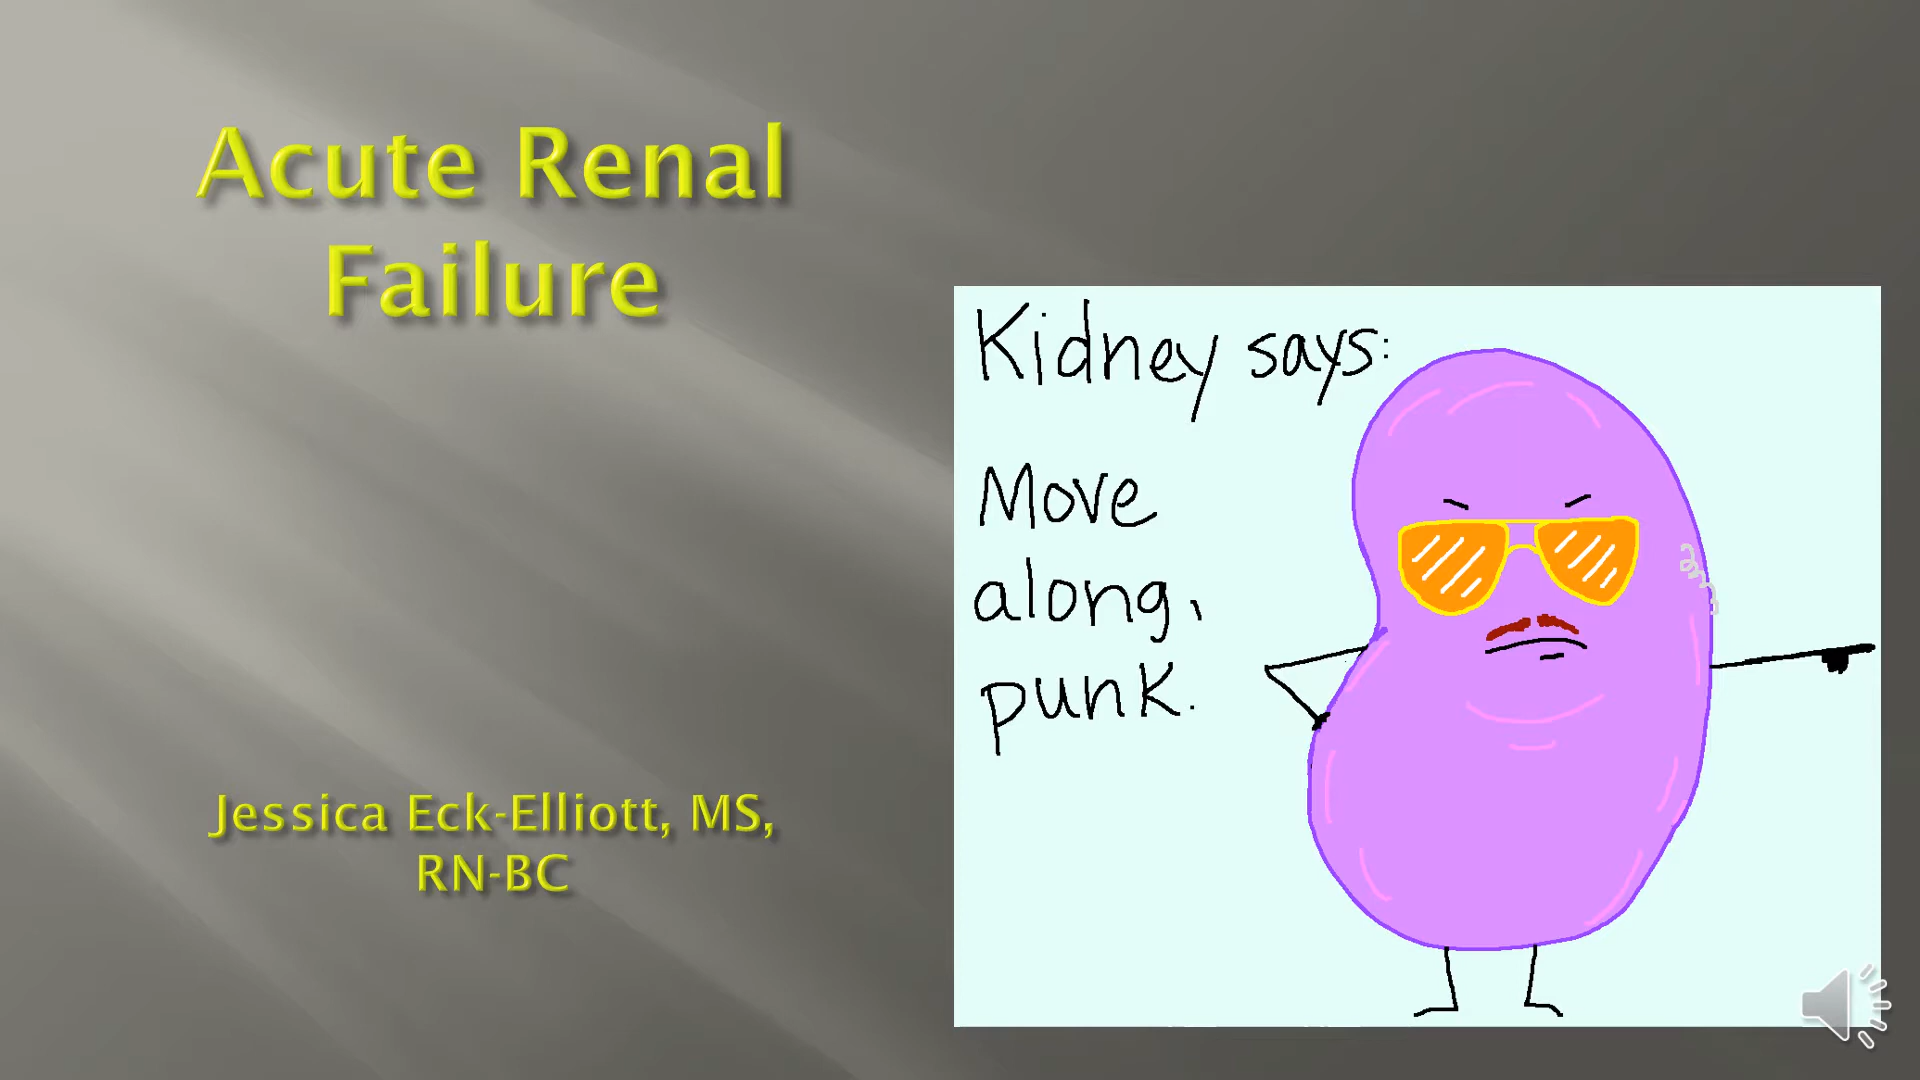 Acute Renal
Failure
Jessica Eck-Elliott, MS,
RN-BC
Kidney says:
Move
along,
punk.